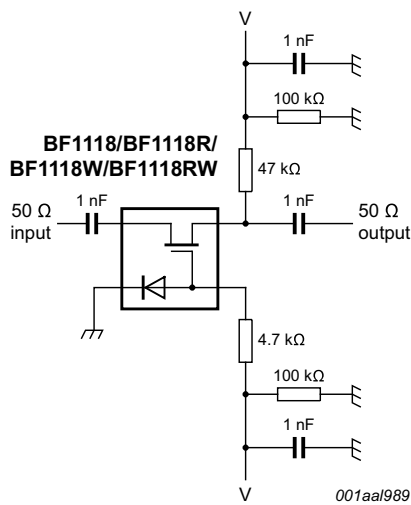 V
1 nF
100 kΩ
BF1118/BF1118R/
BF1118W/BF1118RW
47 kΩ
50 Ω
input
1 nF
1 nF
50 Ω
output
4.7 kΩ
100 kΩ
1 nF
V
001aal989